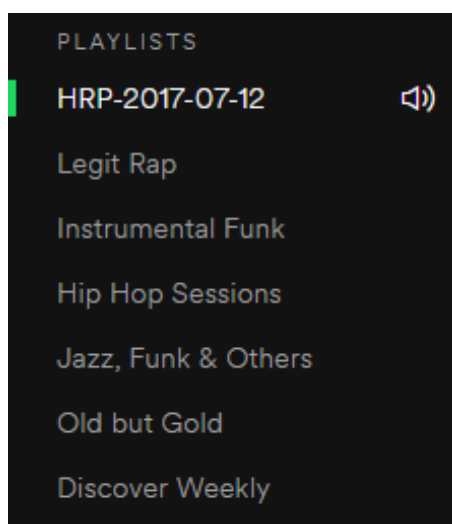 PLAYLISTS
HRP-2017-07-12
Legit Rap
Instrumental Funk
Hip Hop Sessions
Jazz, Funk & Others
Old but Gold
Discover Weekly